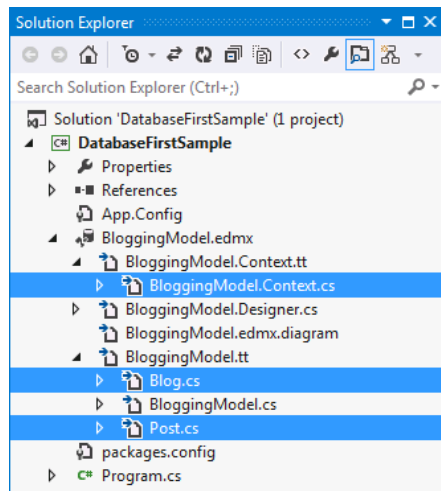 Solution Explorer
Search Solution Explorer (Ctrl+;)
Solution 'DatabaseFirstSample' (1 project)
C# DatabaseFirstSample
Properties
References
App.Config
BloggingModel.edmx
BloggingModel.Context.tt
BloggingModel.Context.cs
BloggingModel.Designer.cs
BloggingModel.edmx.diagram
BloggingModel.tt
Blog.cs
BloggingModel.cs
Post.cs
packages.config
C# Program.cs